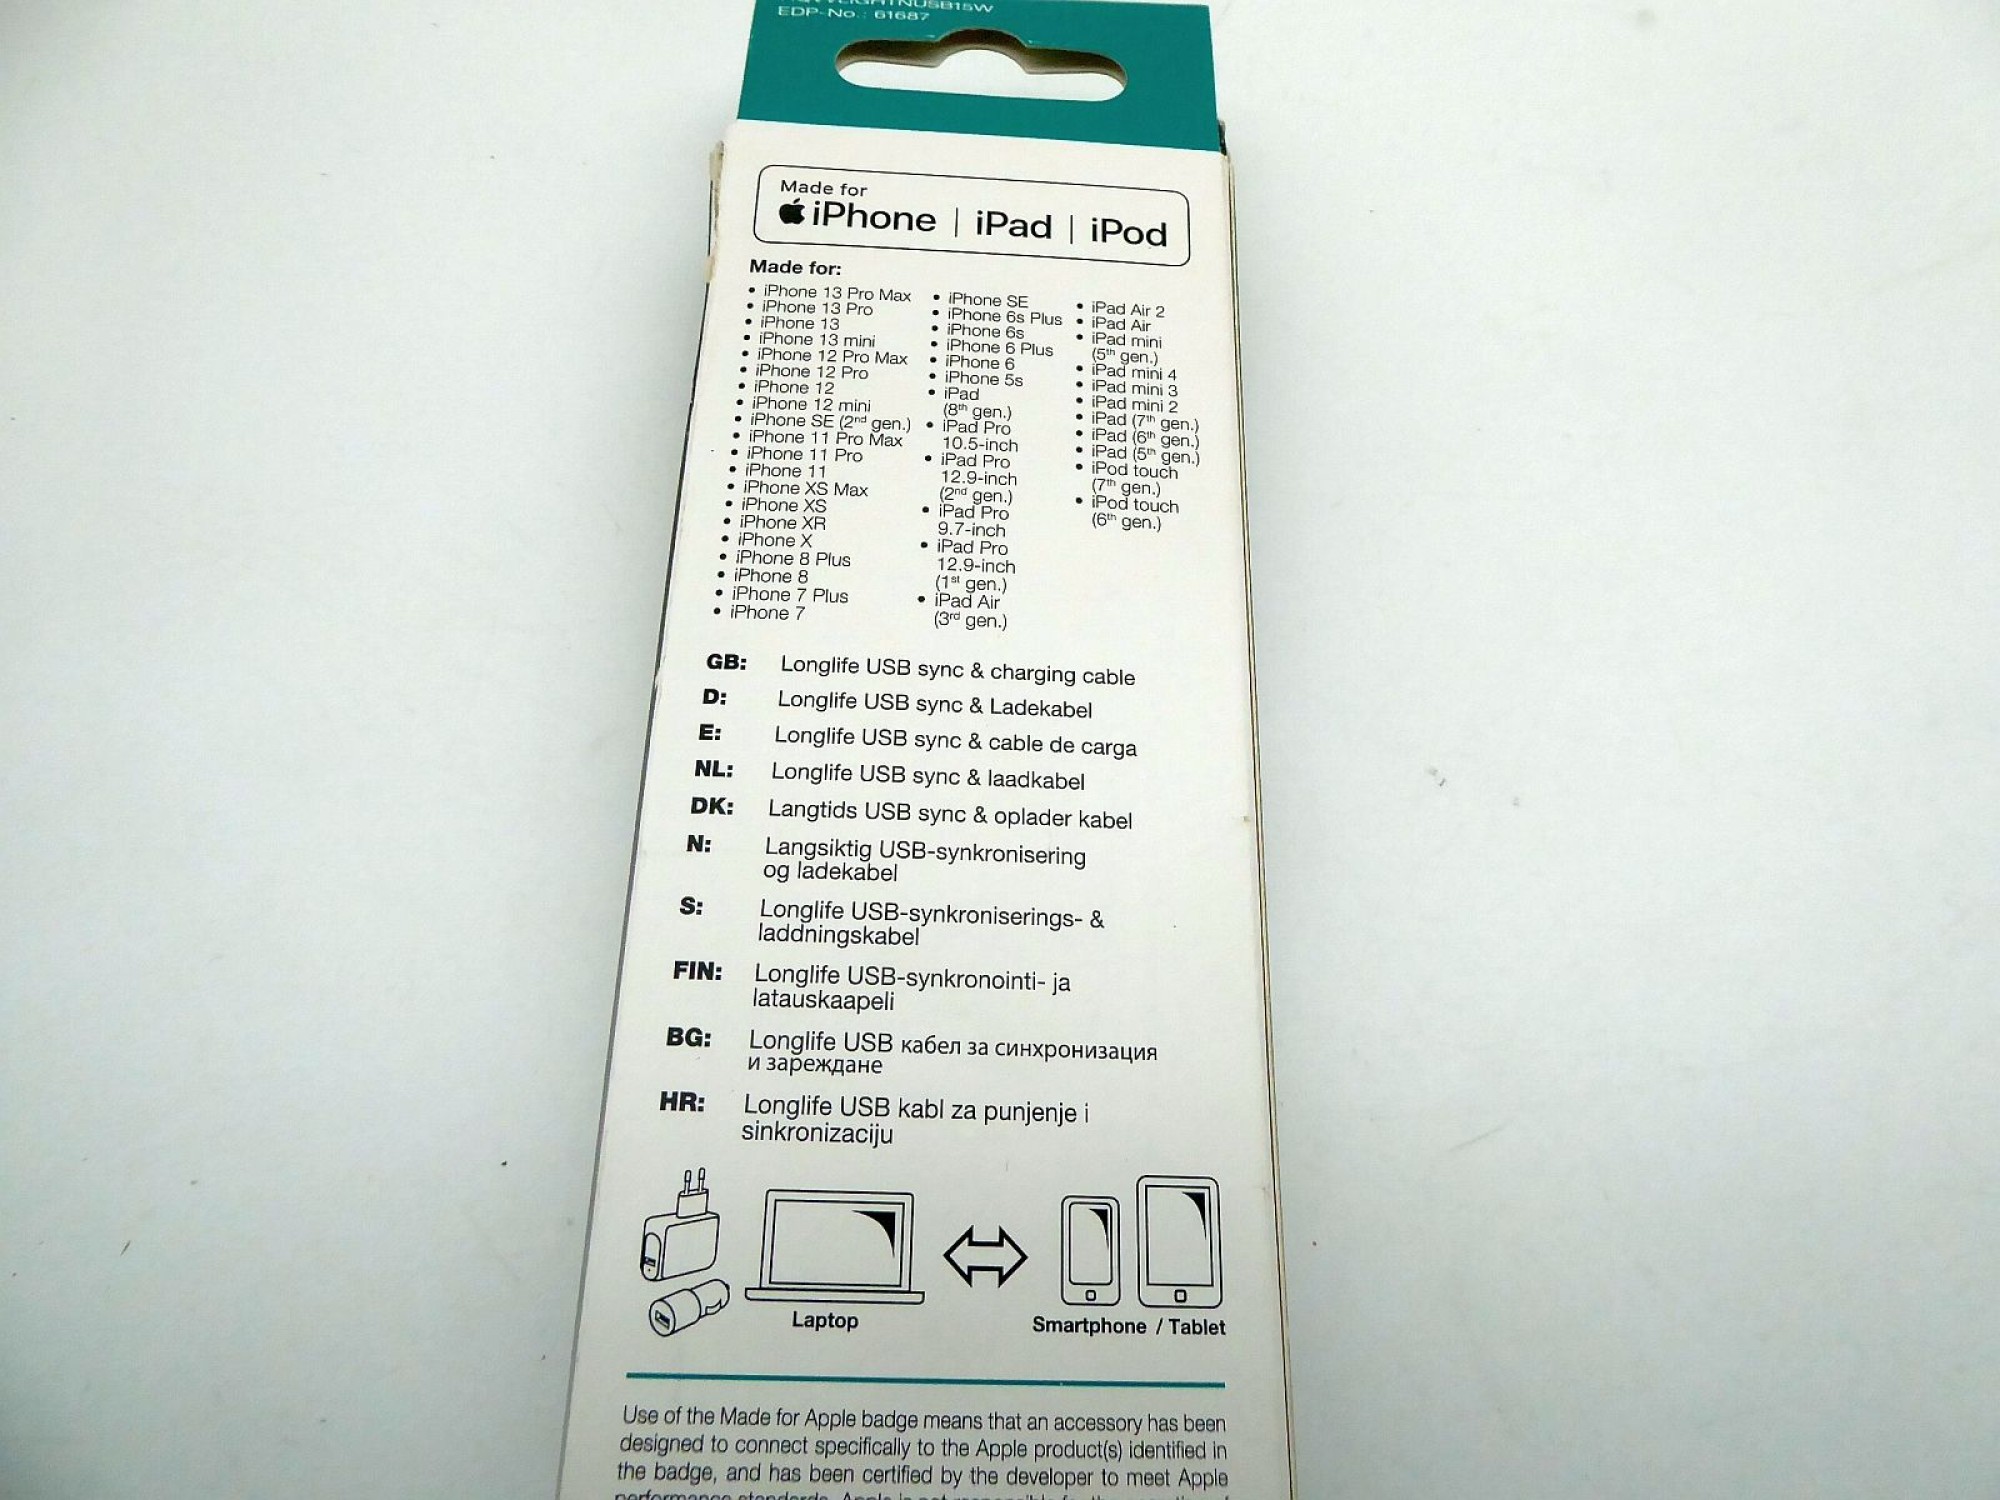 EDP-No.: 61687
Made for
iPhone | iPad | iPod
Made for:
• iPhone 13 Pro Max
• iPhone 13 Pro
• iPhone 13
• iPhone 13 mini
• iPhone 12 Pro Max
• iPhone 12 Pro
• iPhone 12
• iPhone 12 mini
• iPhone SE (2nd gen.)
• iPhone 11 Pro Max
• iPhone 11 Pro
• iPhone 11
• iPhone XS Max
• iPhone XS
• iPhone XR
• iPhone X
• iPhone 8 Plus
• iPhone 8
• iPhone 7 Plus
• iPhone 7
• iPhone SE
• iPhone 6s Plus
• iPhone 6s
• iPhone 6 Plus
• iPhone 6
• iPhone 5s
• iPad
(8th gen.)
• iPad Pro
10.5-inch
• iPad Pro
12.9-inch
(2nd gen.)
• iPad Pro
9.7-inch
• iPad Pro
12.9-inch
(1st gen.)
• iPad Air
(3rd gen.)
• iPad Air 2
• iPad Air
• iPad mini
(5th gen.)
• iPad mini 4
• iPad mini 3
• iPad mini 2
• iPad (7th gen.)
• iPad (6th gen.)
• iPad (5th gen.)
• iPod touch
(7th gen.)
• iPod touch
(6th gen.)
GB: Longlife USB sync & charging cable
D: Longlife USB sync & Ladekabel
E: Longlife USB sync & cable de carga
NL: Longlife USB sync & laadkabel
DK: Langtids USB sync & oplader kabel
N: Langsiktig USB-synkronisering
og ladekabel
S: Longlife USB-synkroniserings- &
laddningskabel
FIN: Longlife USB-synkronointi- ja
latauskaapeli
BG: Longlife USB кабел за синхронизация
и зареждане
HR: Longlife USB kabl za punjenje i
sinkronizaciju
Laptop
Smartphone / Tablet
Use of the Made for Apple badge means that an accessory has been
designed to connect specifically to the Apple product(s) identified in
the badge, and has been certified by the developer to meet Apple